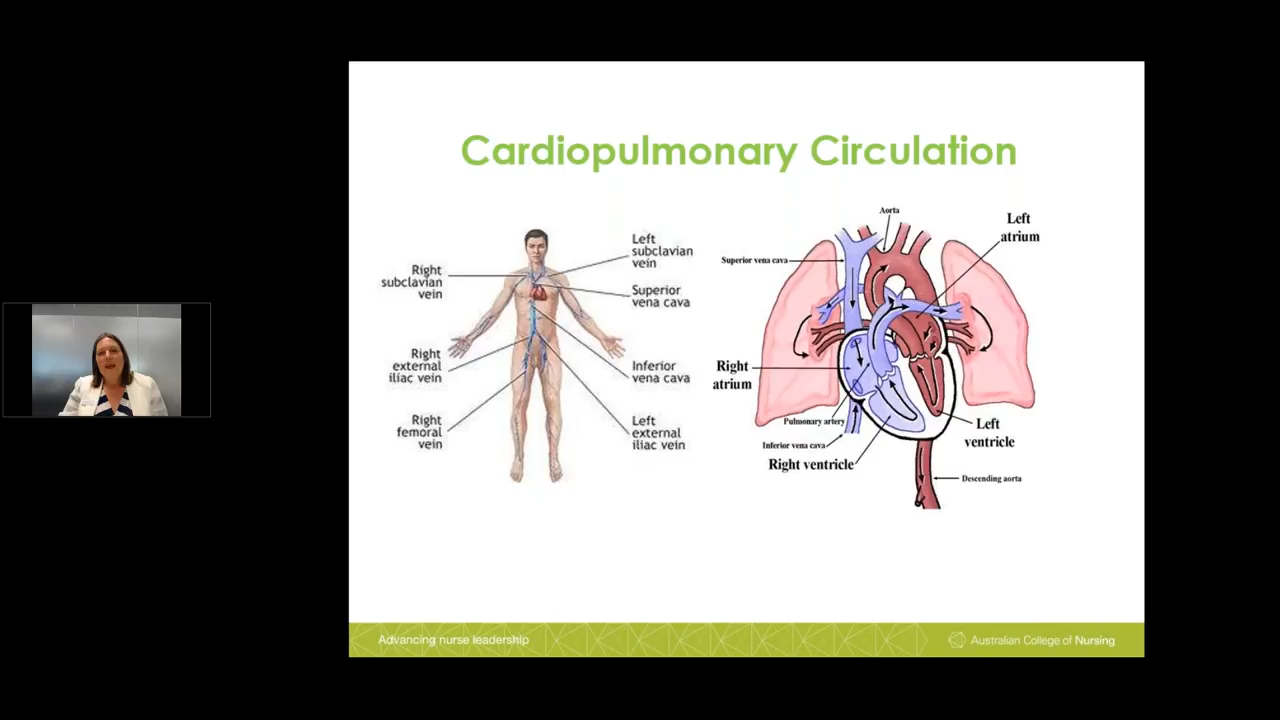 Cardiopulmonary Circulation
Right
subclavian
vein
Left
subclavian
vein
Superior
vena cava
Right
external
iliac vein
Inferior
vena cava
Right
femoral
vein
Left
external
iliac vein
Aorta
Left
atrium
Superior vena cava
Right
atrium
Pulmonary artery
Inferior vena cava
Right ventricle
Left
ventricle
Descending aorta
Advancing nurse leadership
Australian College of Nursing